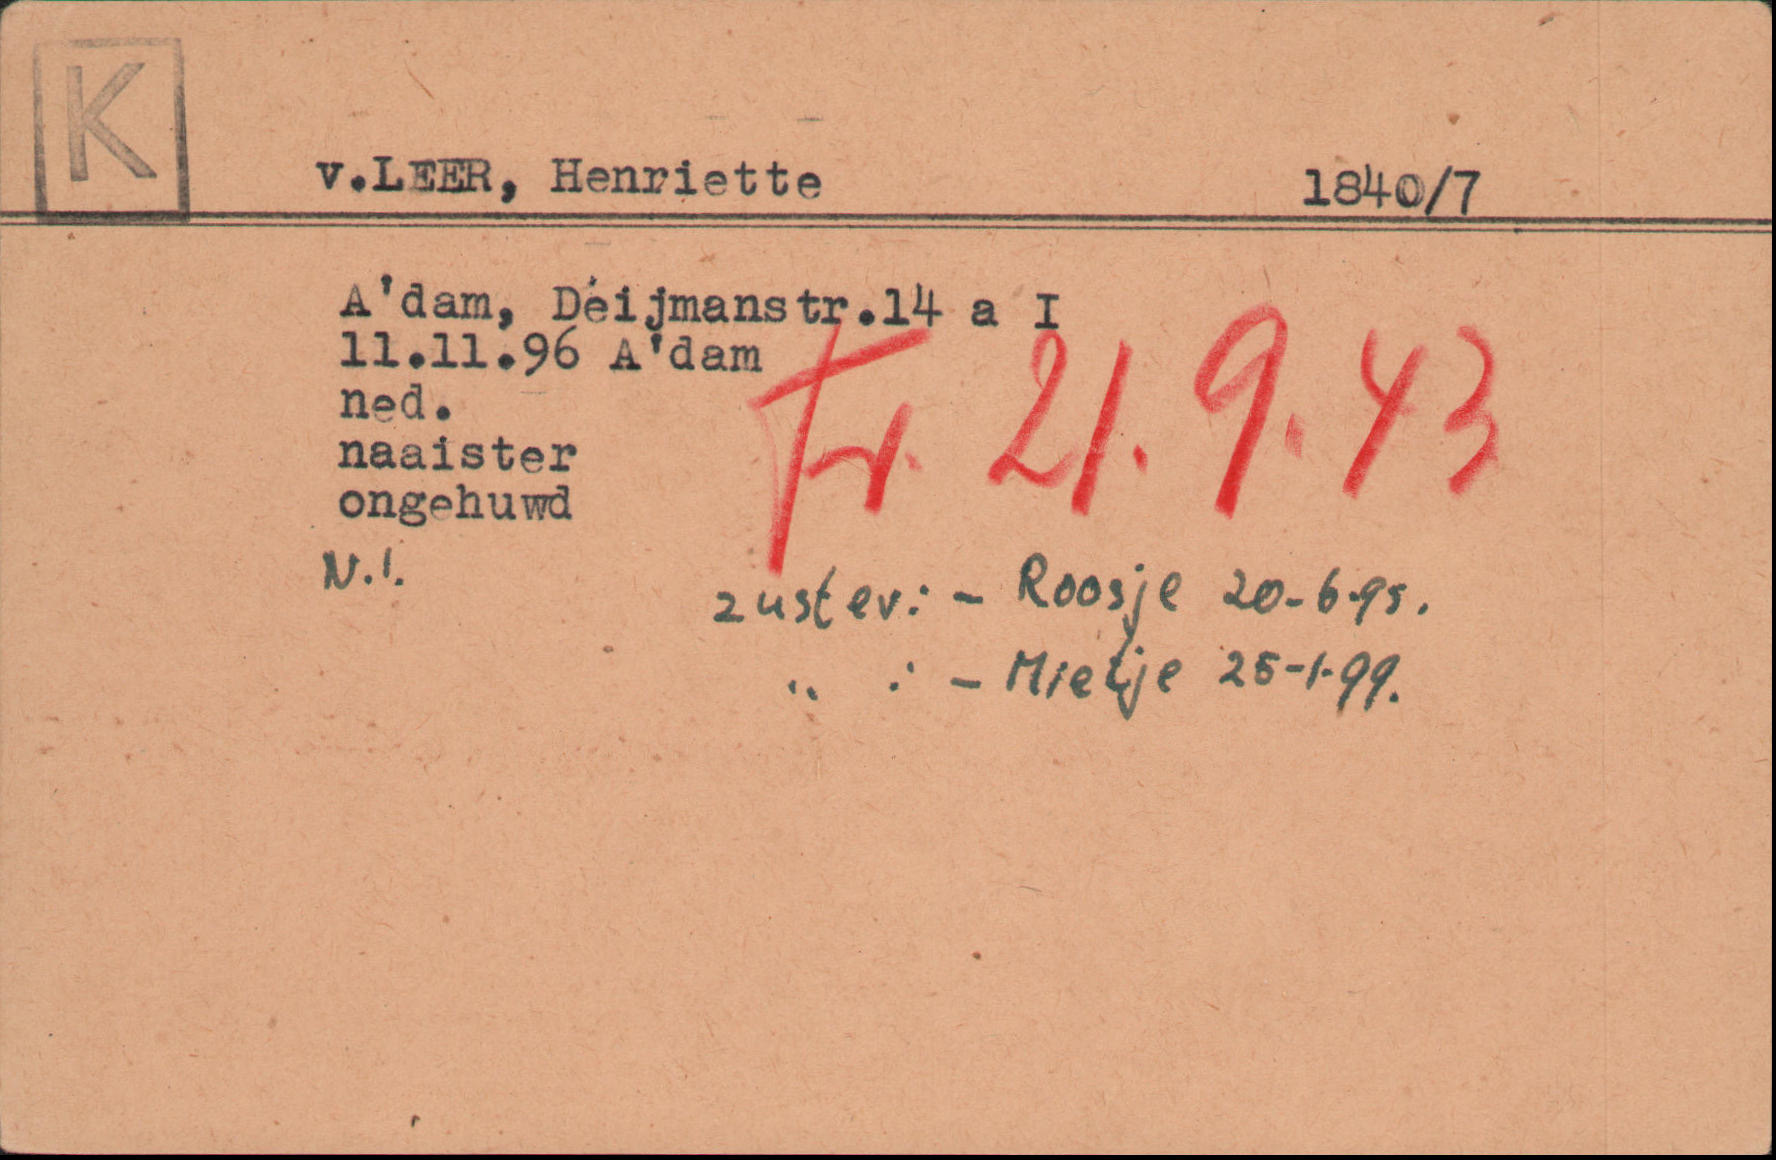 K
v.LEER, Henriette 1840/7
A'dam, Deijmanstr.14 a I
11.11.96 A'dam
ned.
naaister
ongehuwd
Fr. 21.9.43
N.I.
zuster: - Roosje 20-6-95.
" : - Mietje 25-1-99.